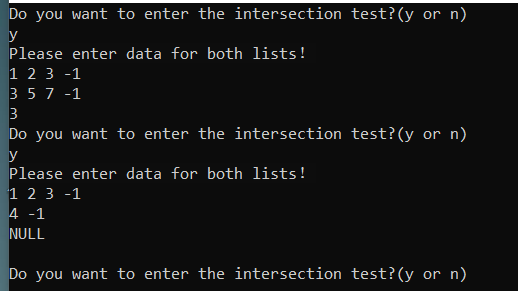 Do you want to enter the intersection test?(y or n)
y
Please enter data for both lists!
1 2 3 -1
3 5 7 -1
3
Do you want to enter the intersection test?(y or n)
y
Please enter data for both lists!
1 2 3 -1
4 -1
NULL
Do you want to enter the intersection test?(y or n)